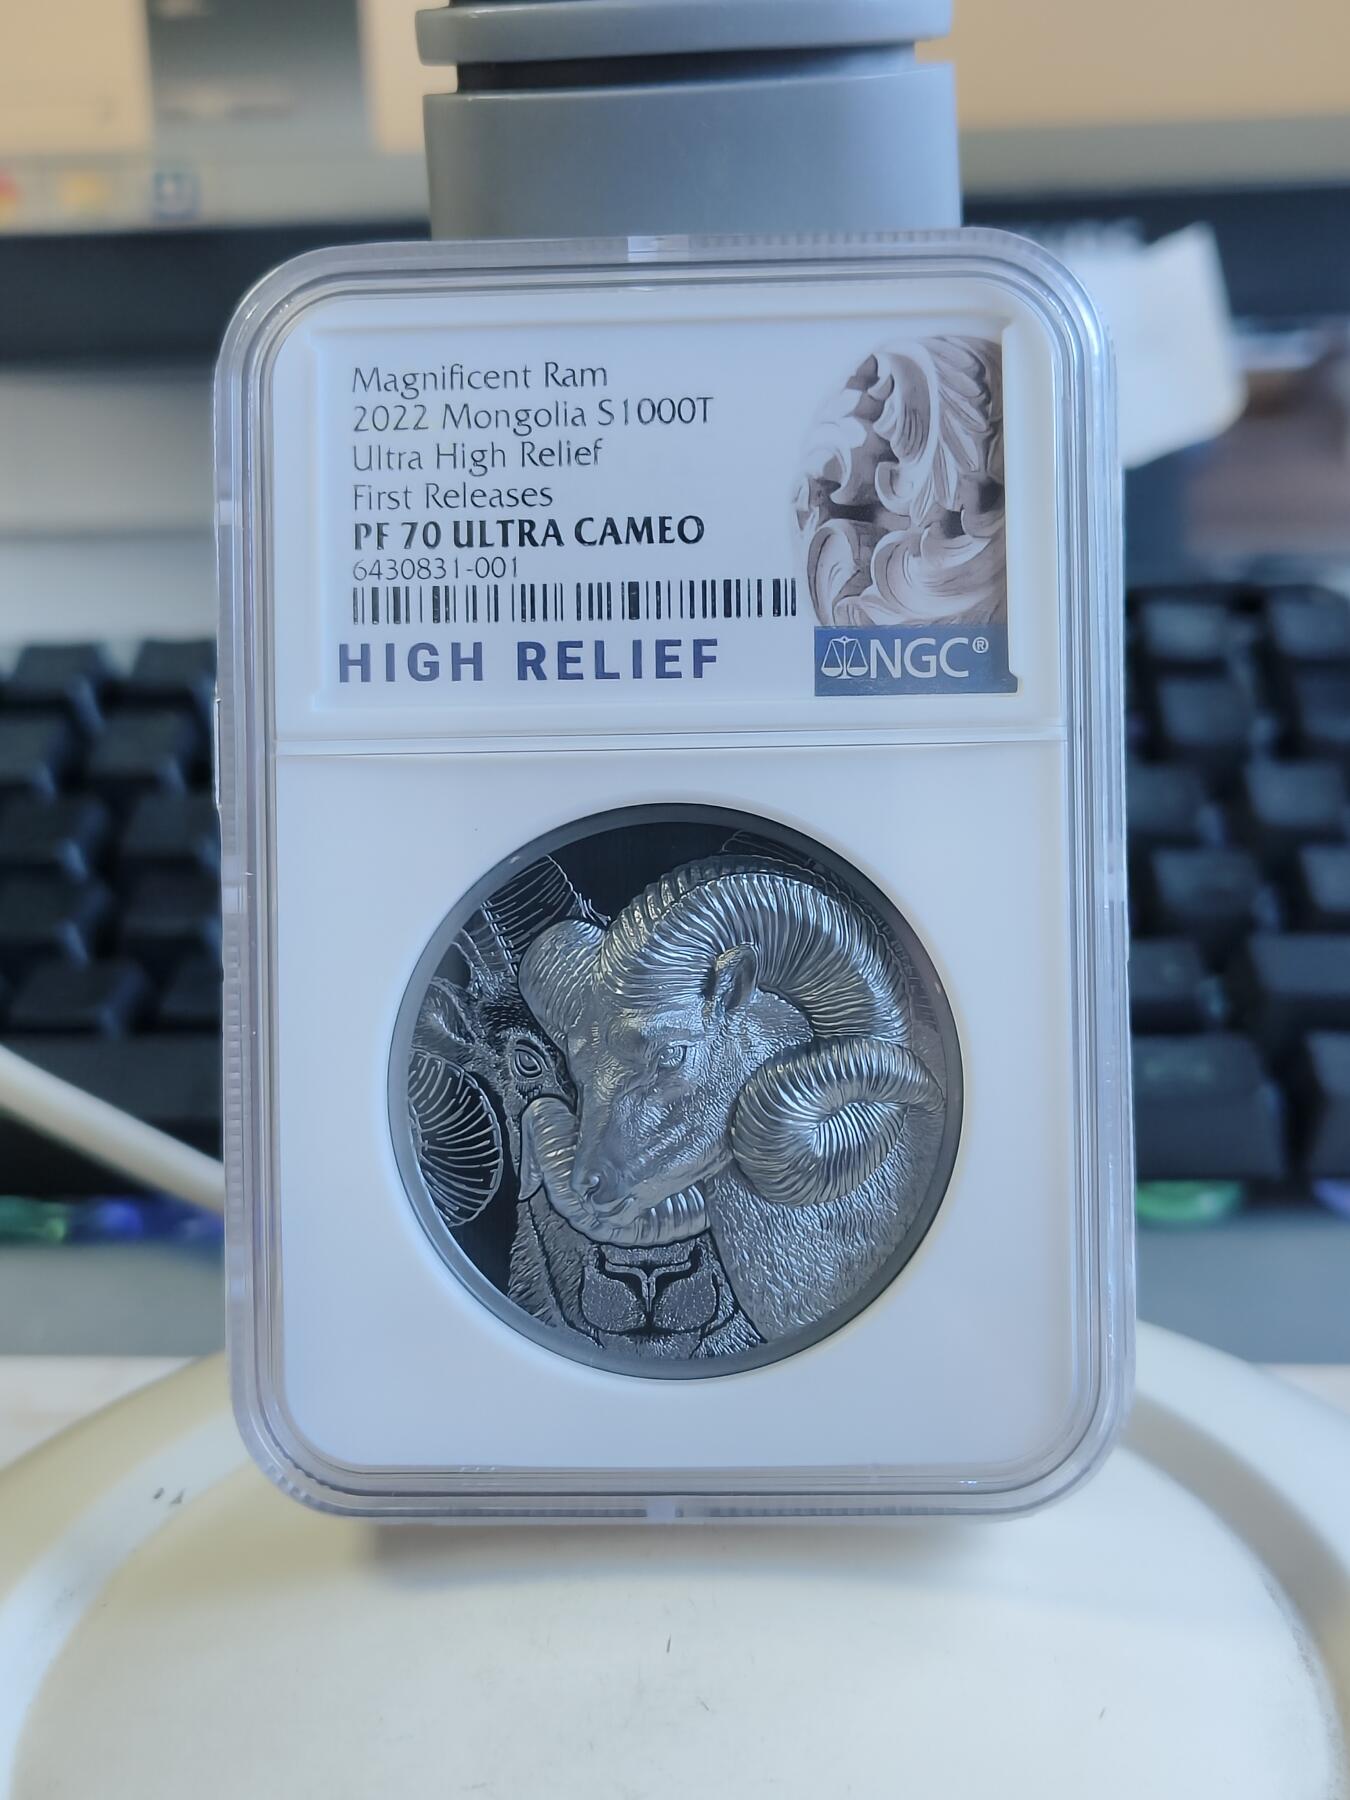 Magnificent Ram
2022 Mongolia S1000T
Ultra High Relief
First Releases
PF 70 ULTRA CAMEO
6430831-001
HIGH RELIEF
NGC®